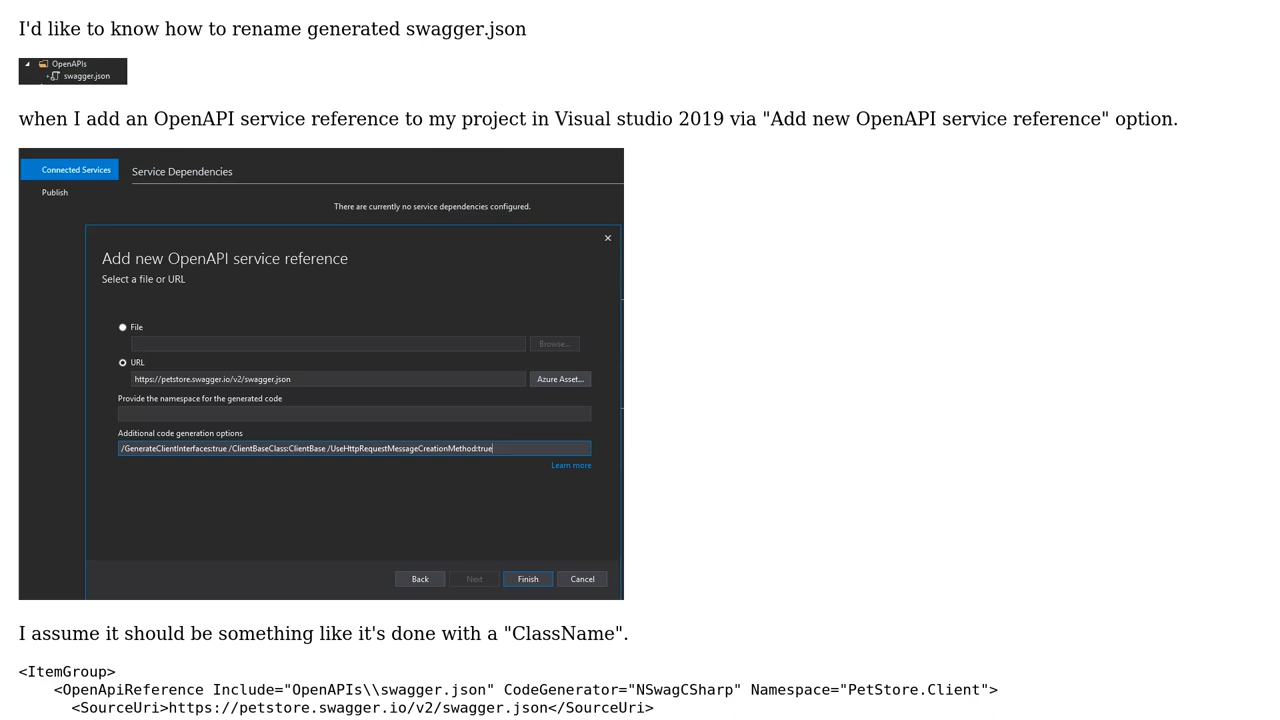 I'd like to know how to rename generated swagger.json
OpenAPIs
swagger.json
when I add an OpenAPI service reference to my project in Visual studio 2019 via "Add new OpenAPI service reference" option.
Connected Services
Service Dependencies
Publish
There are currently no service dependencies configured.
Add new OpenAPI service reference
Select a file or URL
File
Browse...
URL
https://petstore.swagger.io/v2/swagger.json
Azure Asset...
Provide the namespace for the generated code
Additional code generation options
/GenerateClientInterfaces:true /ClientBaseClass:ClientBase /UseHttpRequestMessageCreationMethod:true
Learn more
Back Next Finish Cancel
I assume it should be something like it's done with a "ClassName".
<ItemGroup>
<OpenApiReference Include="OpenAPIs\\swagger.json" CodeGenerator="NSwagCSharp" Namespace="PetStore.Client">
<SourceUri>https://petstore.swagger.io/v2/swagger.json</SourceUri>